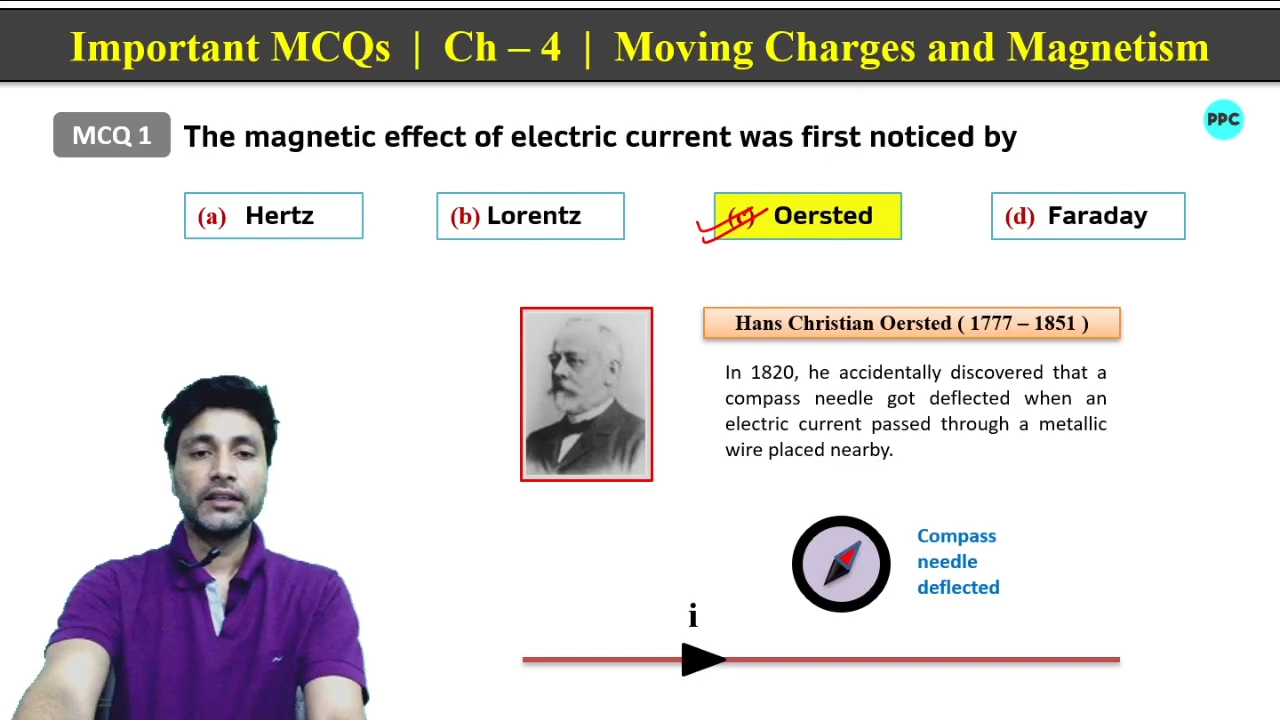 Important MCQs | Ch – 4 | Moving Charges and Magnetism
PPC
MCQ 1 The magnetic effect of electric current was first noticed by
(a) Hertz (b) Lorentz (c) Oersted (d) Faraday
Hans Christian Oersted ( 1777 – 1851 )
In 1820, he accidentally discovered that a
compass needle got deflected when an
electric current passed through a metallic
wire placed nearby.
Compass
needle
deflected
i